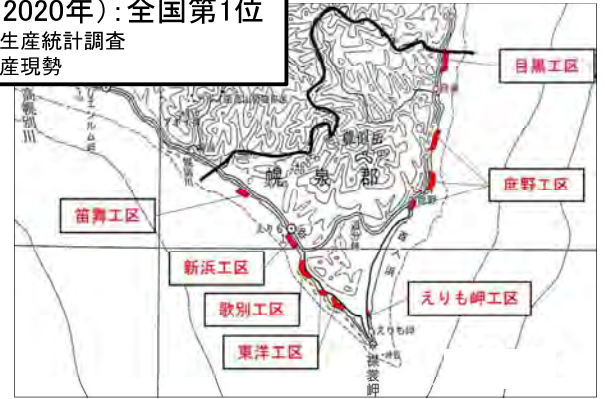 2020年）：全国第1位
生産統計調査
産現勢
目黒工区
庶野工区
幌泉郡
笛舞工区
新浜工区
歌別工区
えりも岬工区
東洋工区
えりも岬
襟裳岬